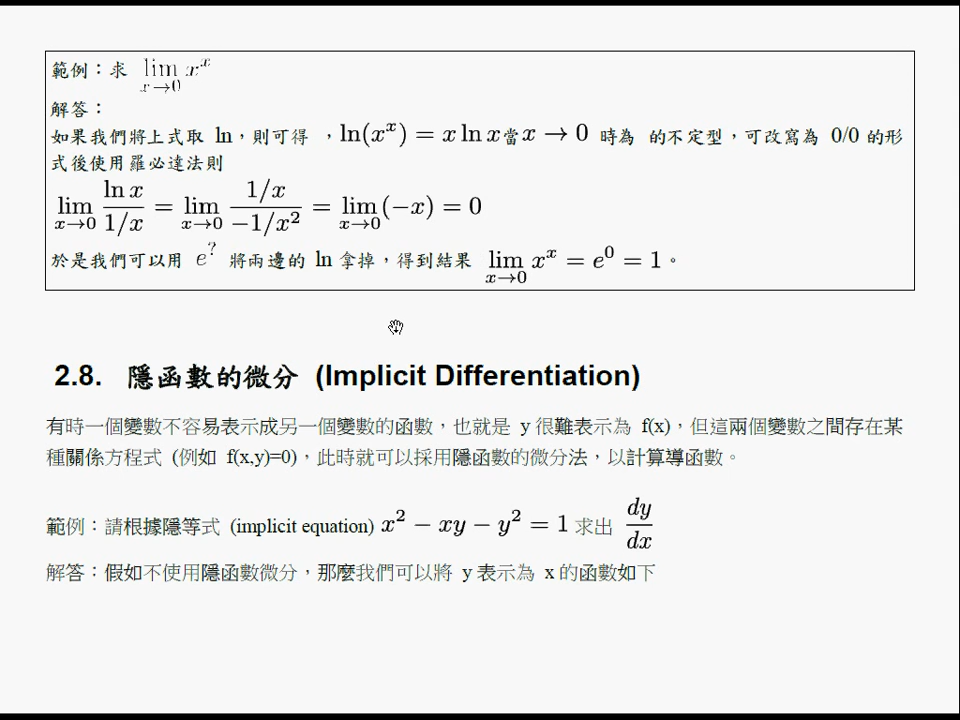 範例：求 lim_{x→0} x^x
解答：
如果我們將上式取 ln，則可得 ，ln(x^x) = x ln x 當 x → 0 時為 的不定型，可改寫為 0/0 的形
式後使用羅必達法則
lim_{x→0} (ln x)/(1/x) = lim_{x→0} (1/x)/(−1/x²) = lim_{x→0} (−x) = 0
於是我們可以用 e^? 將兩邊的 ln 拿掉，得到結果 lim_{x→0} x^x = e^0 = 1。
2.8. 隱函數的微分 (Implicit Differentiation)
有時一個變數不容易表示成另一個變數的函數，也就是 y 很難表示為 f(x)，但這兩個變數之間存在某
種關係方程式 (例如 f(x,y)=0)，此時就可以採用隱函數的微分法，以計算導函數。
範例：請根據隱等式 (implicit equation) x² − xy − y² = 1 求出 dy/dx
解答：假如不使用隱函數微分，那麼我們可以將 y 表示為 x 的函數如下